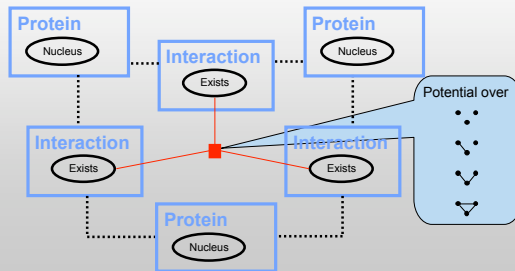 Protein
Nucleus
Interaction
Exists
Protein
Nucleus
Potential over
Interaction
Exists
Interaction
Exists
Protein
Nucleus